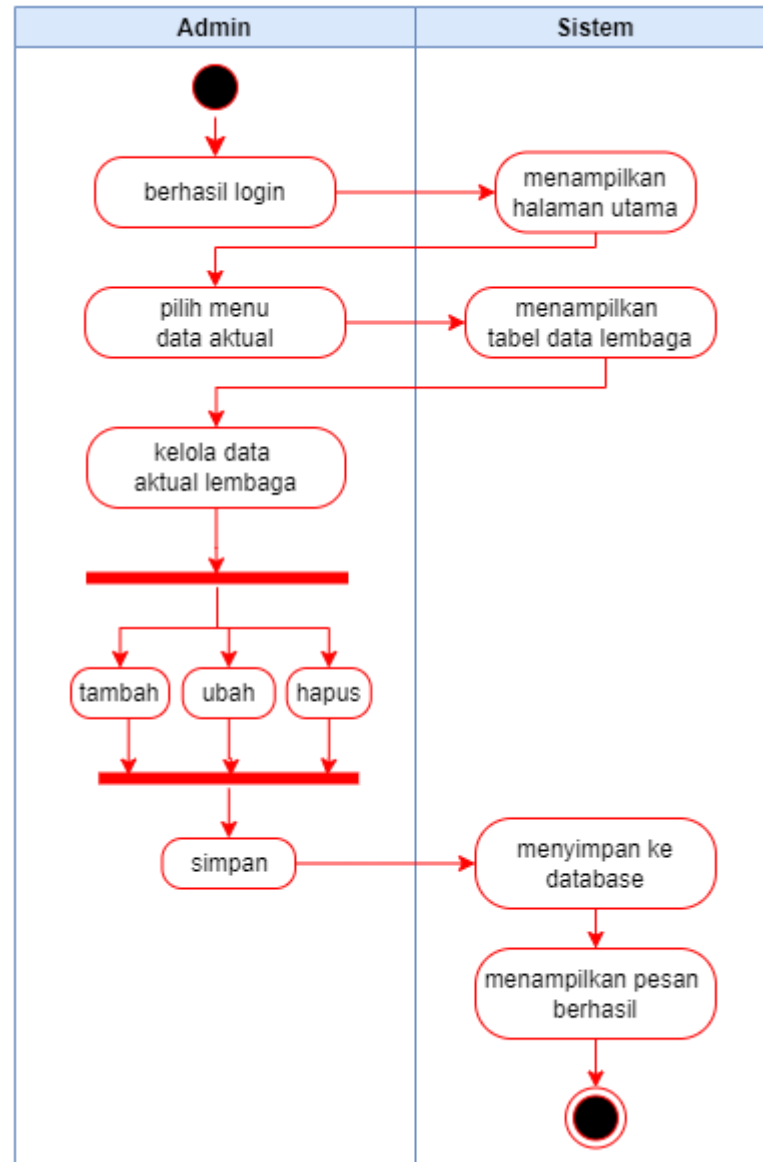 Admin
Sistem
berhasil login
menampilkan
halaman utama
pilih menu
data aktual
menampilkan
tabel data lembaga
kelola data
aktual lembaga
tambah
ubah
hapus
simpan
menyimpan ke
database
menampilkan pesan
berhasil